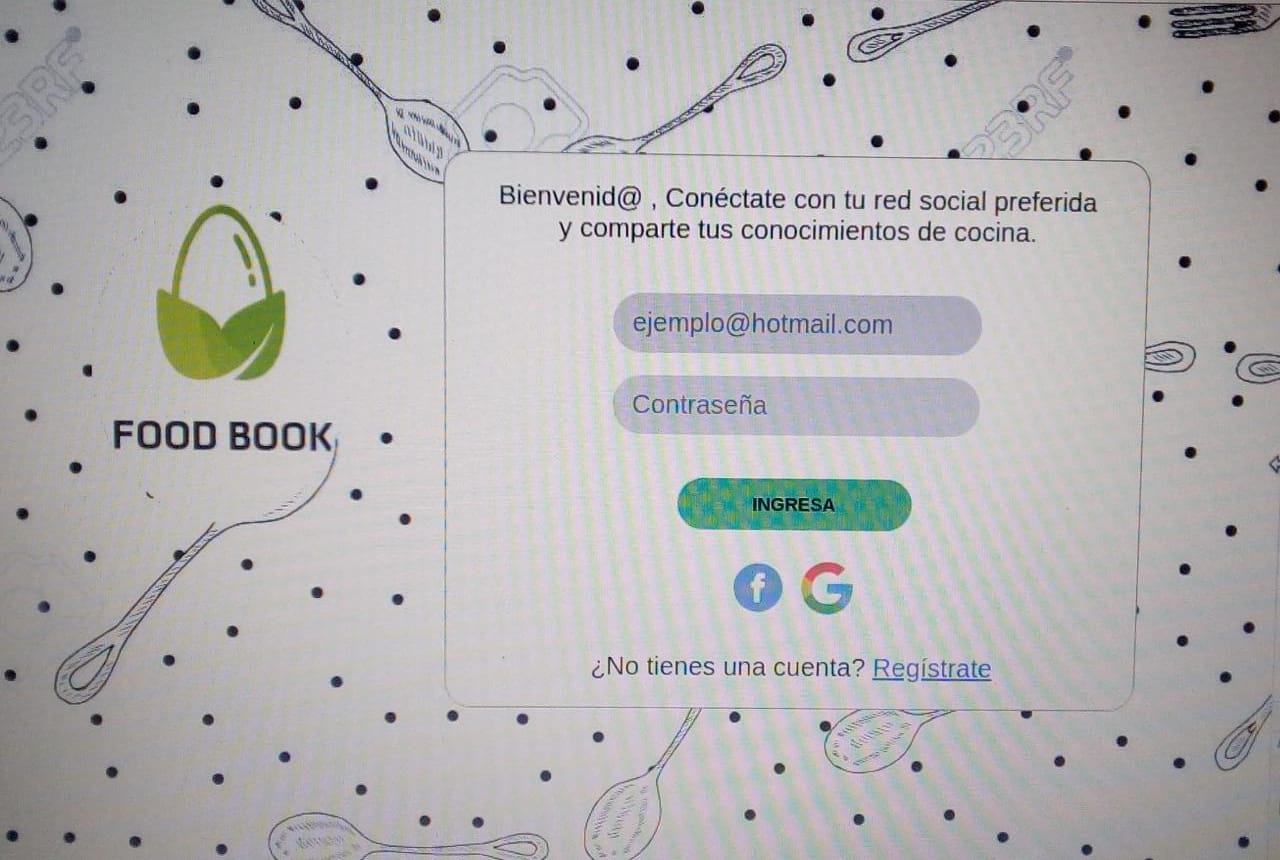 Bienvenid@ , Conéctate con tu red social preferida
y comparte tus conocimientos de cocina.
ejemplo@hotmail.com
Contraseña
FOOD BOOK
INGRESA
¿No tienes una cuenta? Regístrate